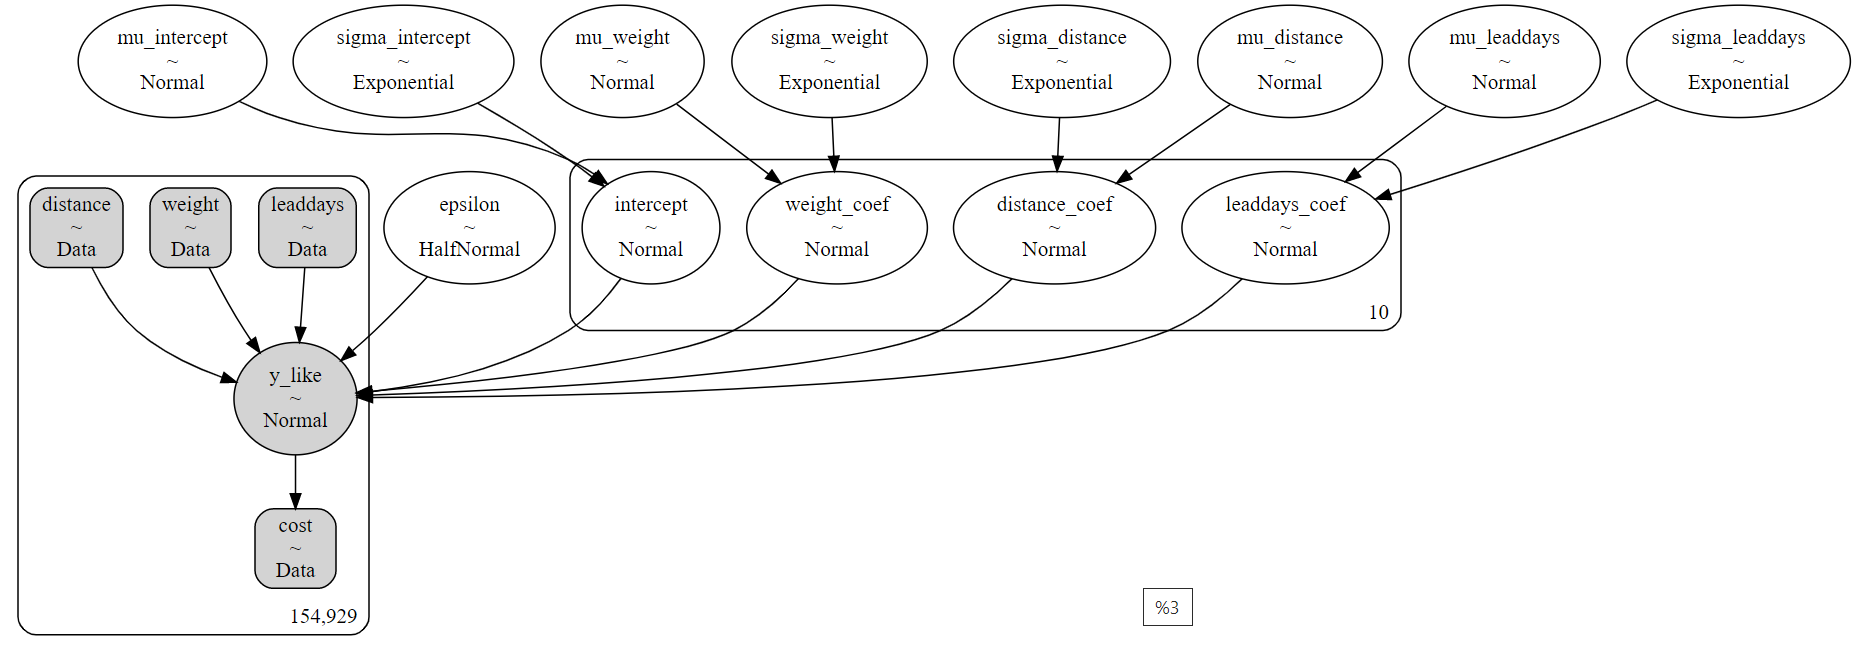 mu_intercept
~
Normal
sigma_intercept
~
Exponential
mu_weight
~
Normal
sigma_weight
~
Exponential
sigma_distance
~
Exponential
mu_distance
~
Normal
mu_leaddays
~
Normal
sigma_leaddays
~
Exponential
distance
~
Data
weight
~
Data
leaddays
~
Data
epsilon
~
HalfNormal
intercept
~
Normal
weight_coef
~
Normal
distance_coef
~
Normal
leaddays_coef
~
Normal
10
y_like
~
Normal
cost
~
Data
154,929
%3